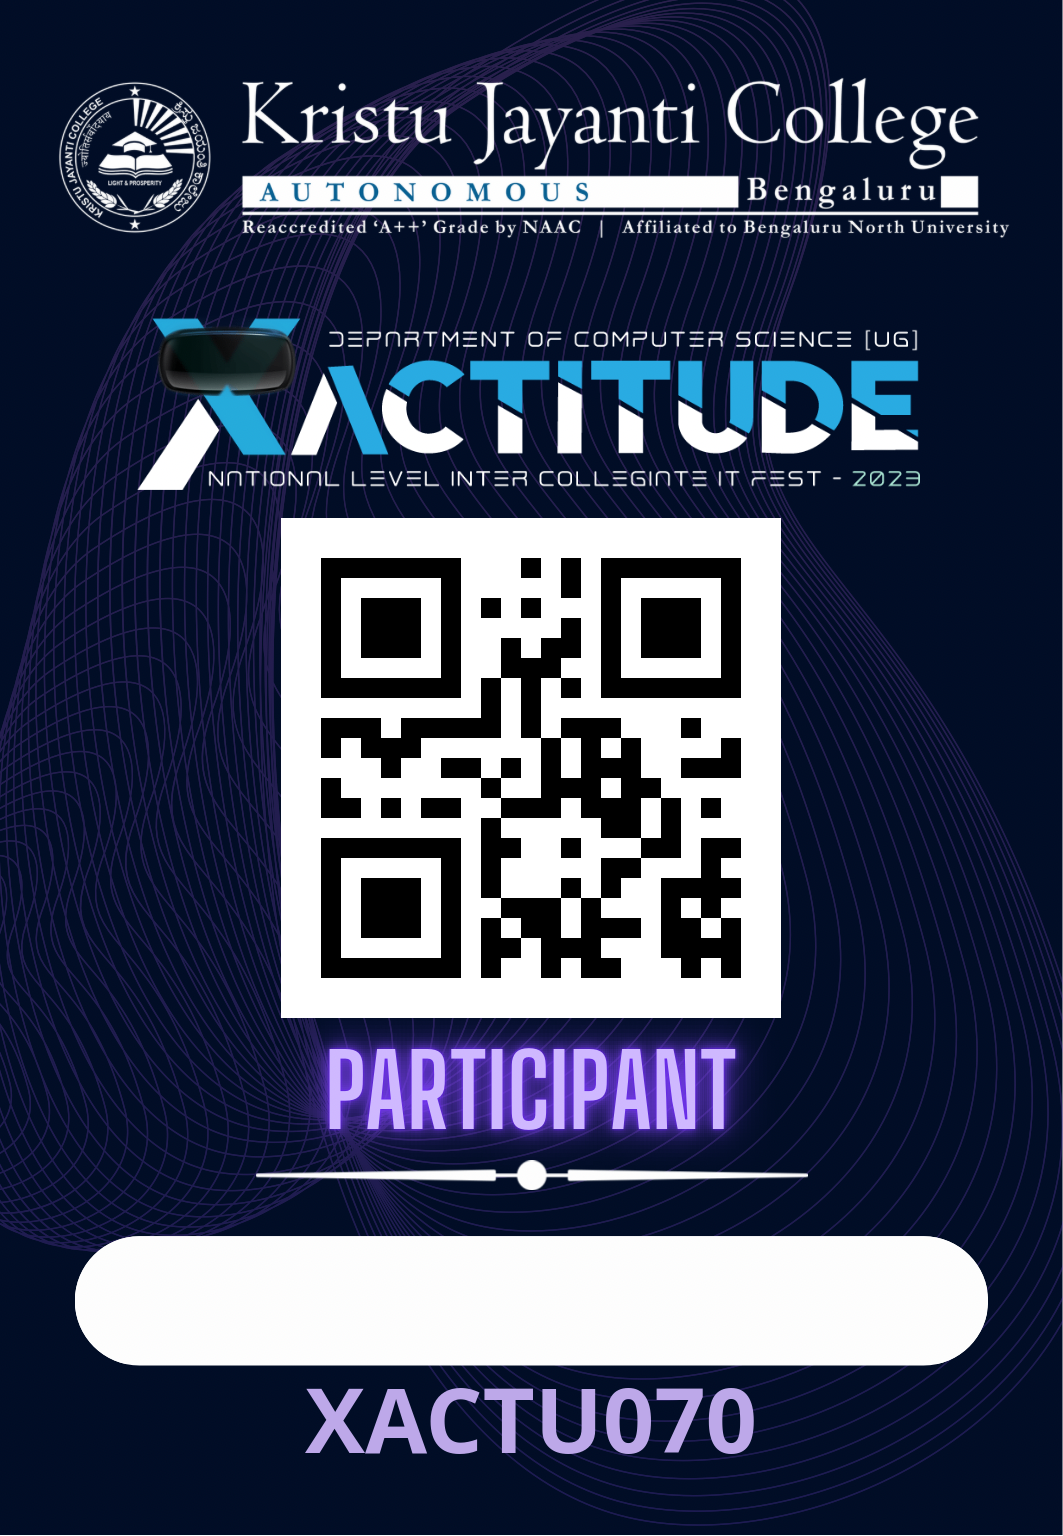 KRISTU JAYANTI COLLEGE
LIGHT & PROSPERITY
Kristu Jayanti College
AUTONOMOUS Bengaluru
Reaccredited ‘A++’ Grade by NAAC | Affiliated to Bengaluru North University
DEPARTMENT OF COMPUTER SCIENCE [UG]
XACTITUDE
NATIONAL LEVEL INTER COLLEGIATE IT FEST - 2023
PARTICIPANT
XACTU070